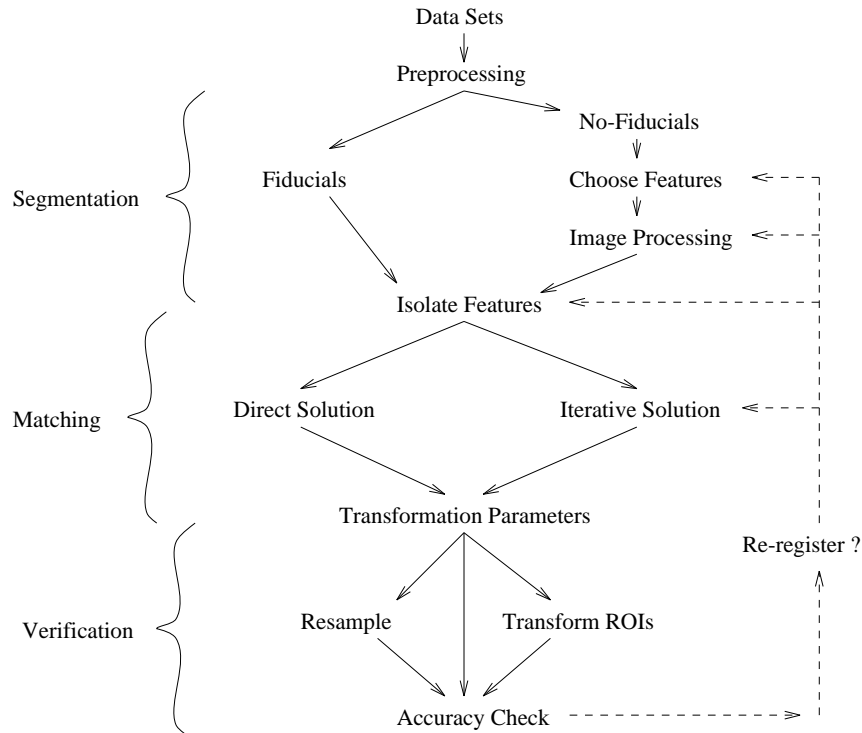 Data Sets
Preprocessing
No-Fiducials
Fiducials
Choose Features
Segmentation
Image Processing
Isolate Features
Direct Solution
Iterative Solution
Matching
Transformation Parameters
Re-register ?
Resample
Transform ROIs
Verification
Accuracy Check